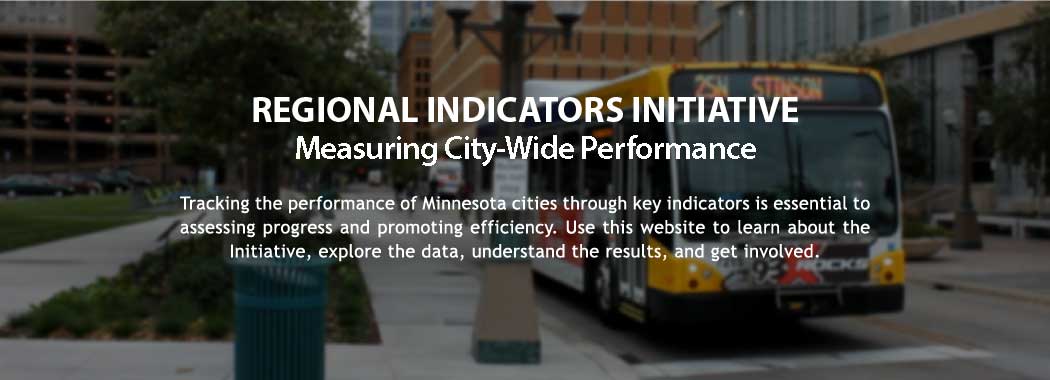 REGIONAL INDICATORS INITIATIVE
Measuring City-Wide Performance
Tracking the performance of Minnesota cities through key indicators is essential to
assessing progress and promoting efficiency. Use this website to learn about the
Initiative, explore the data, understand the results, and get involved.
STINSON
ROCKS